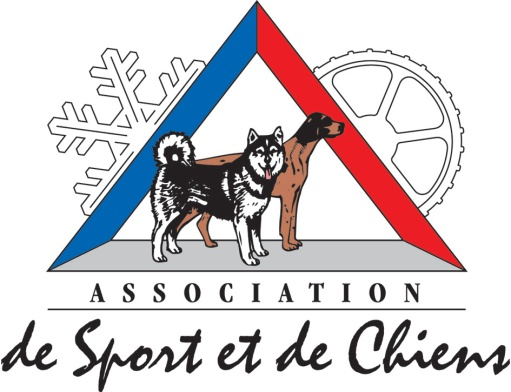 ASSOCIATION
de Sport et de Chiens